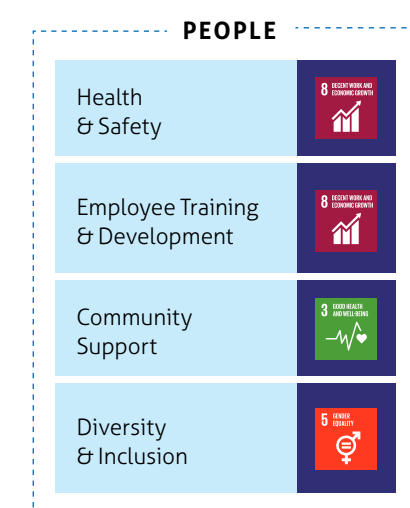 PEOPLE
Health
& Safety
8 DECENT WORK AND
ECONOMIC GROWTH
Employee Training
& Development
8 DECENT WORK AND
ECONOMIC GROWTH
Community
Support
3 GOOD HEALTH
AND WELL-BEING
Diversity
& Inclusion
5 GENDER
EQUALITY